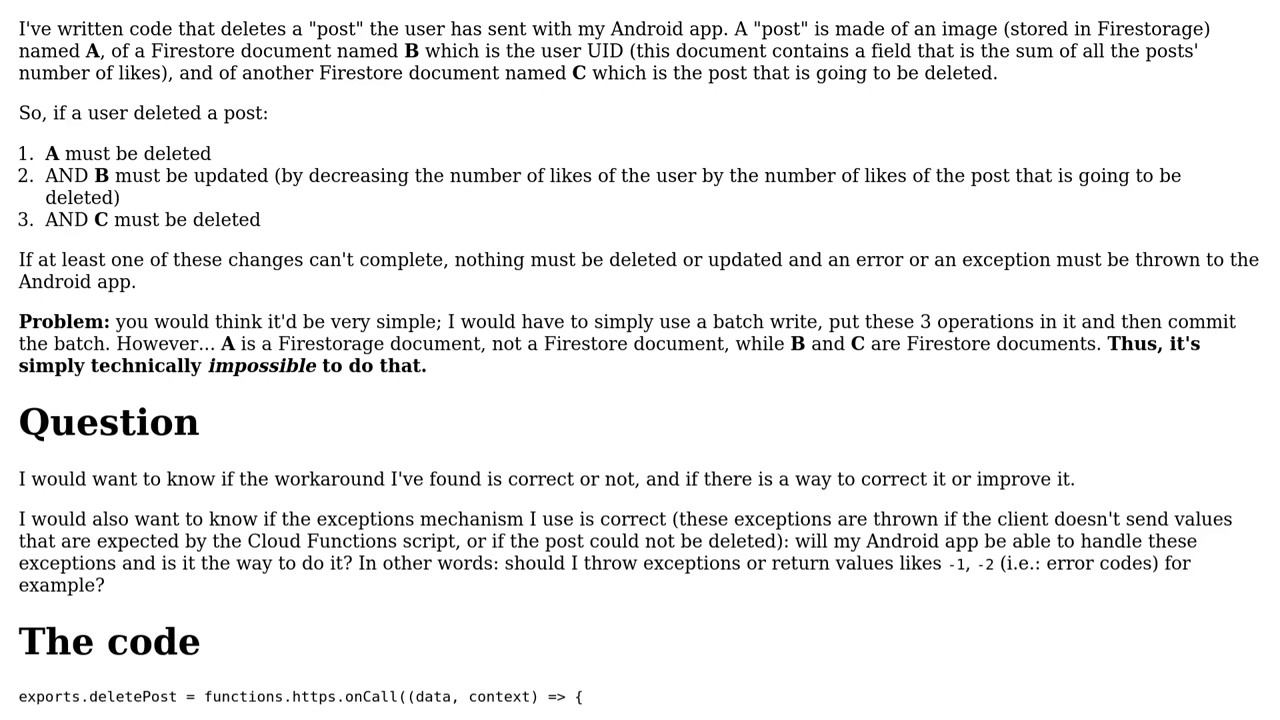 I've written code that deletes a "post" the user has sent with my Android app. A "post" is made of an image (stored in Firestorage)
named A, of a Firestore document named B which is the user UID (this document contains a field that is the sum of all the posts'
number of likes), and of another Firestore document named C which is the post that is going to be deleted.
So, if a user deleted a post:
1. A must be deleted
2. AND B must be updated (by decreasing the number of likes of the user by the number of likes of the post that is going to be
deleted)
3. AND C must be deleted
If at least one of these changes can't complete, nothing must be deleted or updated and an error or an exception must be thrown to the
Android app.
Problem: you would think it'd be very simple; I would have to simply use a batch write, put these 3 operations in it and then commit
the batch. However... A is a Firestorage document, not a Firestore document, while B and C are Firestore documents. Thus, it's
simply technically impossible to do that.
Question
I would want to know if the workaround I've found is correct or not, and if there is a way to correct it or improve it.
I would also want to know if the exceptions mechanism I use is correct (these exceptions are thrown if the client doesn't send values
that are expected by the Cloud Functions script, or if the post could not be deleted): will my Android app be able to handle these
exceptions and is it the way to do it? In other words: should I throw exceptions or return values likes -1, -2 (i.e.: error codes) for
example?
The code
exports.deletePost = functions.https.onCall((data, context) => {